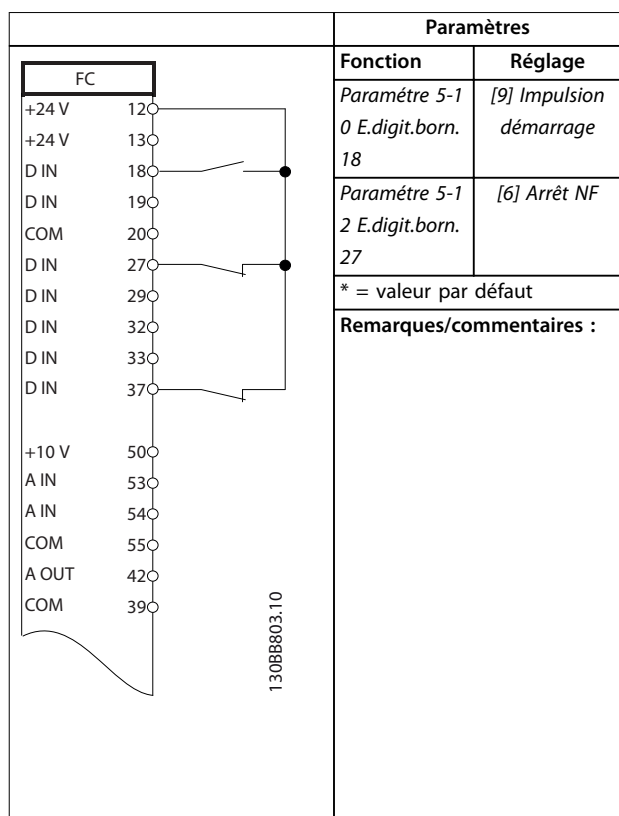 Paramètres
Fonction Réglage
FC
+24 V 12
+24 V 13
D IN 18
D IN 19
COM 20
D IN 27
D IN 29
D IN 32
D IN 33
D IN 37
+10 V 50
A IN 53
A IN 54
COM 55
A OUT 42
COM 39
130BB803.10
Paramétre 5-1 [9] Impulsion
0 E.digit.born. démarrage
18
Paramétre 5-1 [6] Arrêt NF
2 E.digit.born.
27
* = valeur par défaut
Remarques/commentaires :